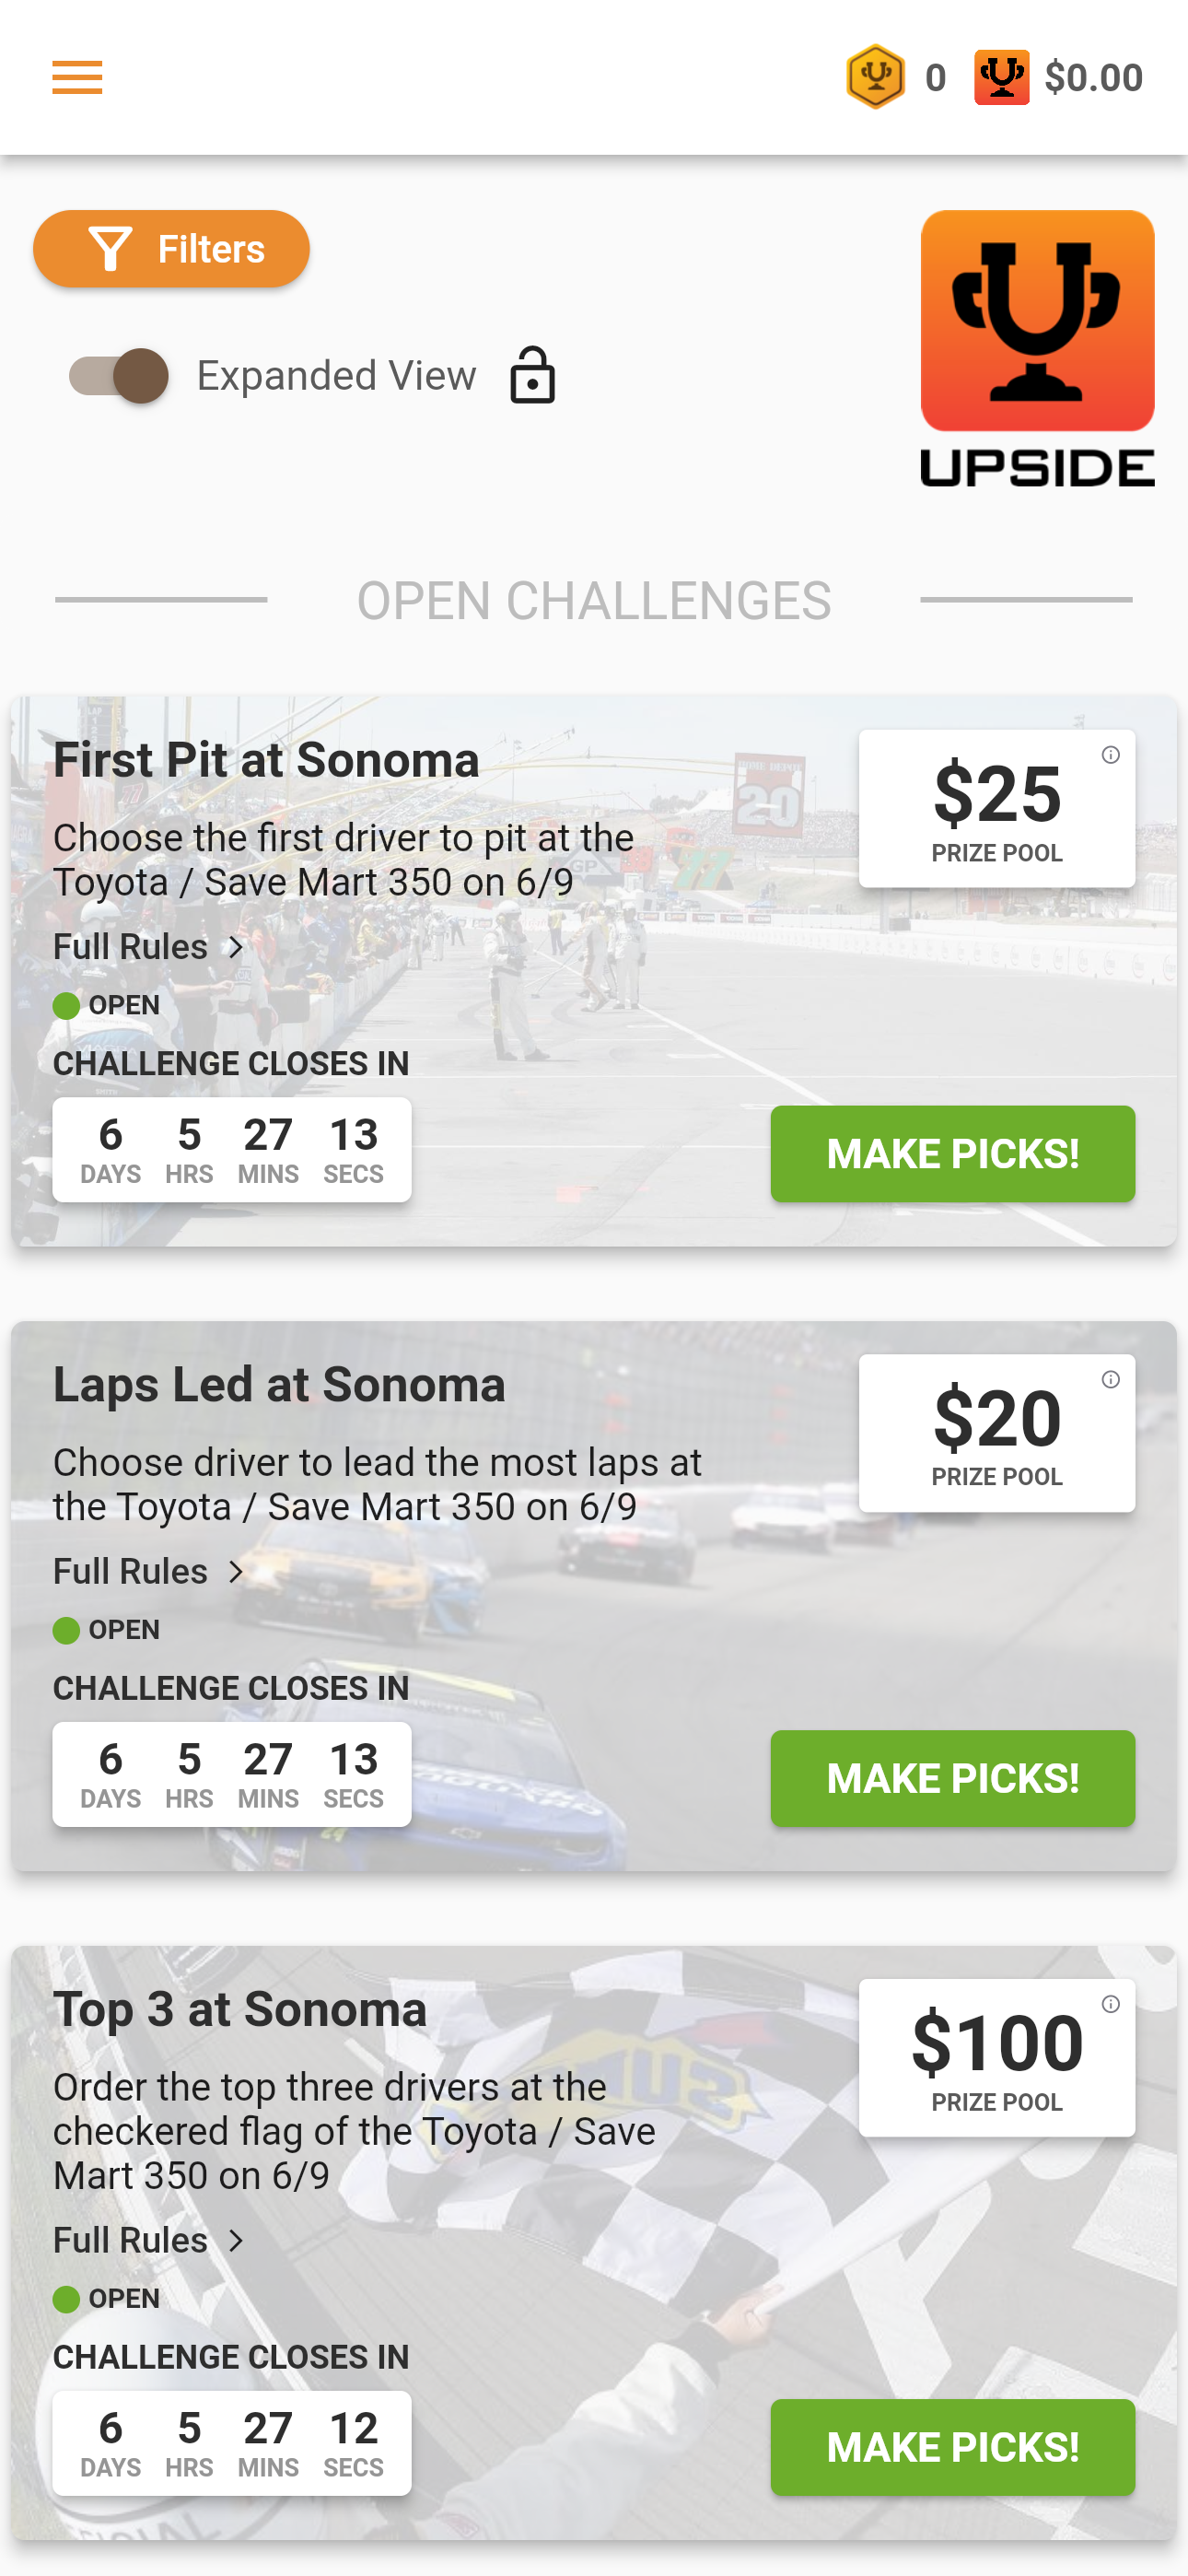 0 $0.00
Filters
Expanded View
UPSIDE
OPEN CHALLENGES
First Pit at Sonoma
$25
PRIZE POOL
Choose the first driver to pit at the
Toyota / Save Mart 350 on 6/9
Full Rules >
OPEN
CHALLENGE CLOSES IN
6 5 27 13
DAYS HRS MINS SECS
MAKE PICKS!
Laps Led at Sonoma
$20
PRIZE POOL
Choose driver to lead the most laps at
the Toyota / Save Mart 350 on 6/9
Full Rules >
OPEN
CHALLENGE CLOSES IN
6 5 27 13
DAYS HRS MINS SECS
MAKE PICKS!
Top 3 at Sonoma
$100
PRIZE POOL
Order the top three drivers at the
checkered flag of the Toyota / Save
Mart 350 on 6/9
Full Rules >
OPEN
CHALLENGE CLOSES IN
6 5 27 12
DAYS HRS MINS SECS
MAKE PICKS!